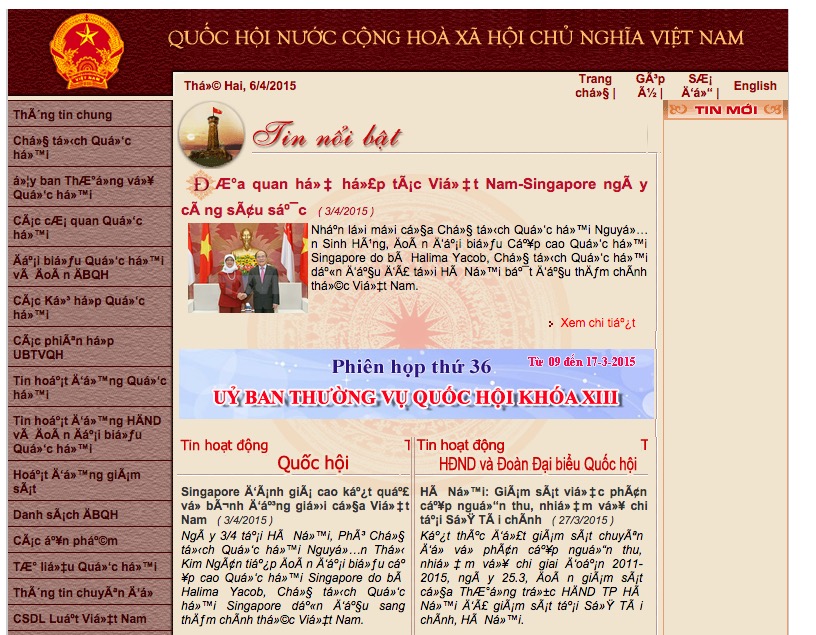 QUỐC HỘI NƯỚC CỘNG HOÀ XÃ HỘI CHỦ NGHĨA VIỆT NAM
VIỆT NAM
Thá»© Hai, 6/4/2015
Trang chá»§ |
GÃ³p Ã½ |
SÆ¡ Ä‘á»“ |
English
ThÃ´ng tin chung
Chá»§ tá»‹ch Quá»‘c
há»™i
á»¦y ban ThÆ°á»ng vá»¥
Quá»‘c há»™i
CÃ¡c cÆ¡ quan Quá»‘c
há»™i
Äáº¡i biá»ƒu Quá»‘c há»™i
vÃ  ÄoÃ n ÄBQH
CÃ¡c Ká»³ há»p Quá»‘c
há»™i
CÃ¡c phiÃªn há»p
UBTVQH
Tin hoáº¡t Ä‘á»™ng Quá»‘c
há»™i
Tin hoáº¡t Ä‘á»™ng HÄND
vÃ  ÄoÃ n Äáº¡i biá»ƒu
Quá»‘c há»™i
Hoáº¡t Ä‘á»™ng giÃ¡m
sÃ¡t
Danh sÃ¡ch ÄBQH
CÃ¡c áº¥n pháº©m
TÆ° liá»‡u Quá»‘c há»™i
ThÃ´ng tin chuyÃªn Ä‘á»
CSDL Luáº­t Viá»‡t Nam
Tin nổi bật
TIN MỚI
ÐÆ°a quan há»‡ há»£p tÃ¡c Viá»‡t Nam-Singapore ngÃ y
cÃ ng sÃ¢u sáº¯c ( 3/4/2015 )
Nháº­n lá»i má»i cá»§a Chá»§ tá»‹ch Quá»‘c há»™i Nguyá»…
n Sinh HÃ¹ng, ÄoÃ n Ä‘áº¡i biá»ƒu Cáº¥p cao Quá»‘c há»™i
Singapore do bÃ  Halima Yacob, Chá»§ tá»‹ch Quá»‘c há»™i
dáº«n Ä‘áº§u Ä‘Ã£ tá»›i HÃ  Ná»™i báº¯t Ä‘áº§u thÄƒm chÃ­nh
thá»©c Viá»‡t Nam.
Xem chi tiáº¿t
Phiên họp thứ 36
Từ 09 đến 17-3-2015
UỶ BAN THƯỜNG VỤ QUỐC HỘI KHÓA XIII
Tin hoạt động
T
Quốc hội
Singapore Ä‘Ã¡nh giÃ¡ cao káº¿t quáº£
vá» bÃ¬nh Ä‘áº³ng giá»›i cá»§a Viá»‡t
Nam ( 3/4/2015 )
NgÃ y 3/4 táº¡i HÃ  Ná»™i, PhÃ³ Chá»§
tá»‹ch Quá»‘c há»™i Nguyá»…n Thá»‹
Kim NgÃ¢n tiáº¿p ÄoÃ n Ä‘áº¡i biá»ƒu cáº
¥p cao Quá»‘c há»™i Singapore do bÃ 
Halima Yacob, Chá»§ tá»‹ch Quá»‘c
há»™i Singapore dáº«n Ä‘áº§u sang
thÄƒm chÃ­nh thá»©c Viá»‡t Nam.
Tin hoạt động
T
HĐND và Đoàn Đại biểu Quốc hội
HÃ  Ná»™i: GiÃ¡m sÃ¡t viá»‡c phÃ¢n
cáº¥p nguá»“n thu, nhiá»‡m vá»¥ chi
táº¡i Sá»Ÿ TÃ i chÃ­nh ( 27/3/2015 )
Káº¿t thÃºc Ä‘á»£t giÃ¡m sÃ¡t chuyÃªn
Ä‘á» vá» phÃ¢n cáº¥p nguá»“n thu,
nhiá»‡m vá»¥ chi giai Ä‘oáº¡n 2011-
2015, ngÃ y 25.3, ÄoÃ n giÃ¡m sÃ¡t
cá»§a ThÆ°á»ng trá»±c HÄND TP HÃ 
Ná»™i Ä‘Ã£ giÃ¡m sÃ¡t táº¡i Sá»Ÿ TÃ i
chÃ­nh, HÃ  Ná»™i.